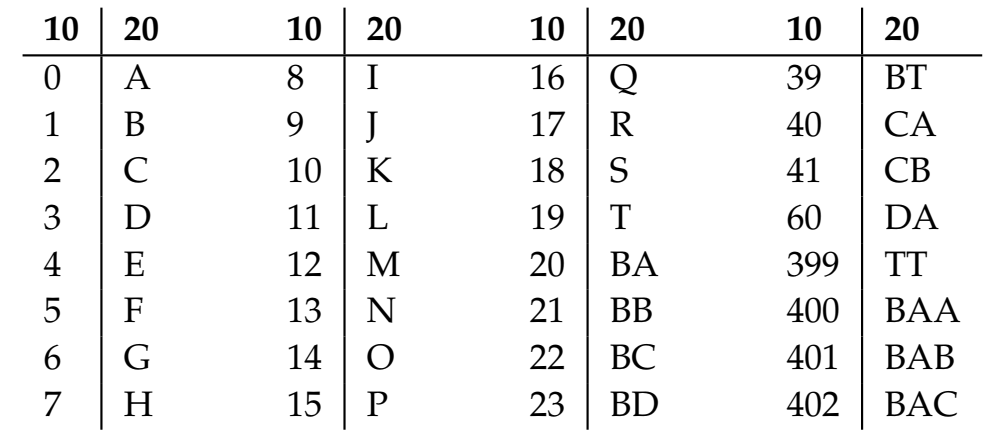 10 20 10 20 10 20 10 20
0 A 8 I 16 Q 39 BT
1 B 9 J 17 R 40 CA
2 C 10 K 18 S 41 CB
3 D 11 L 19 T 60 DA
4 E 12 M 20 BA 399 TT
5 F 13 N 21 BB 400 BAA
6 G 14 O 22 BC 401 BAB
7 H 15 P 23 BD 402 BAC